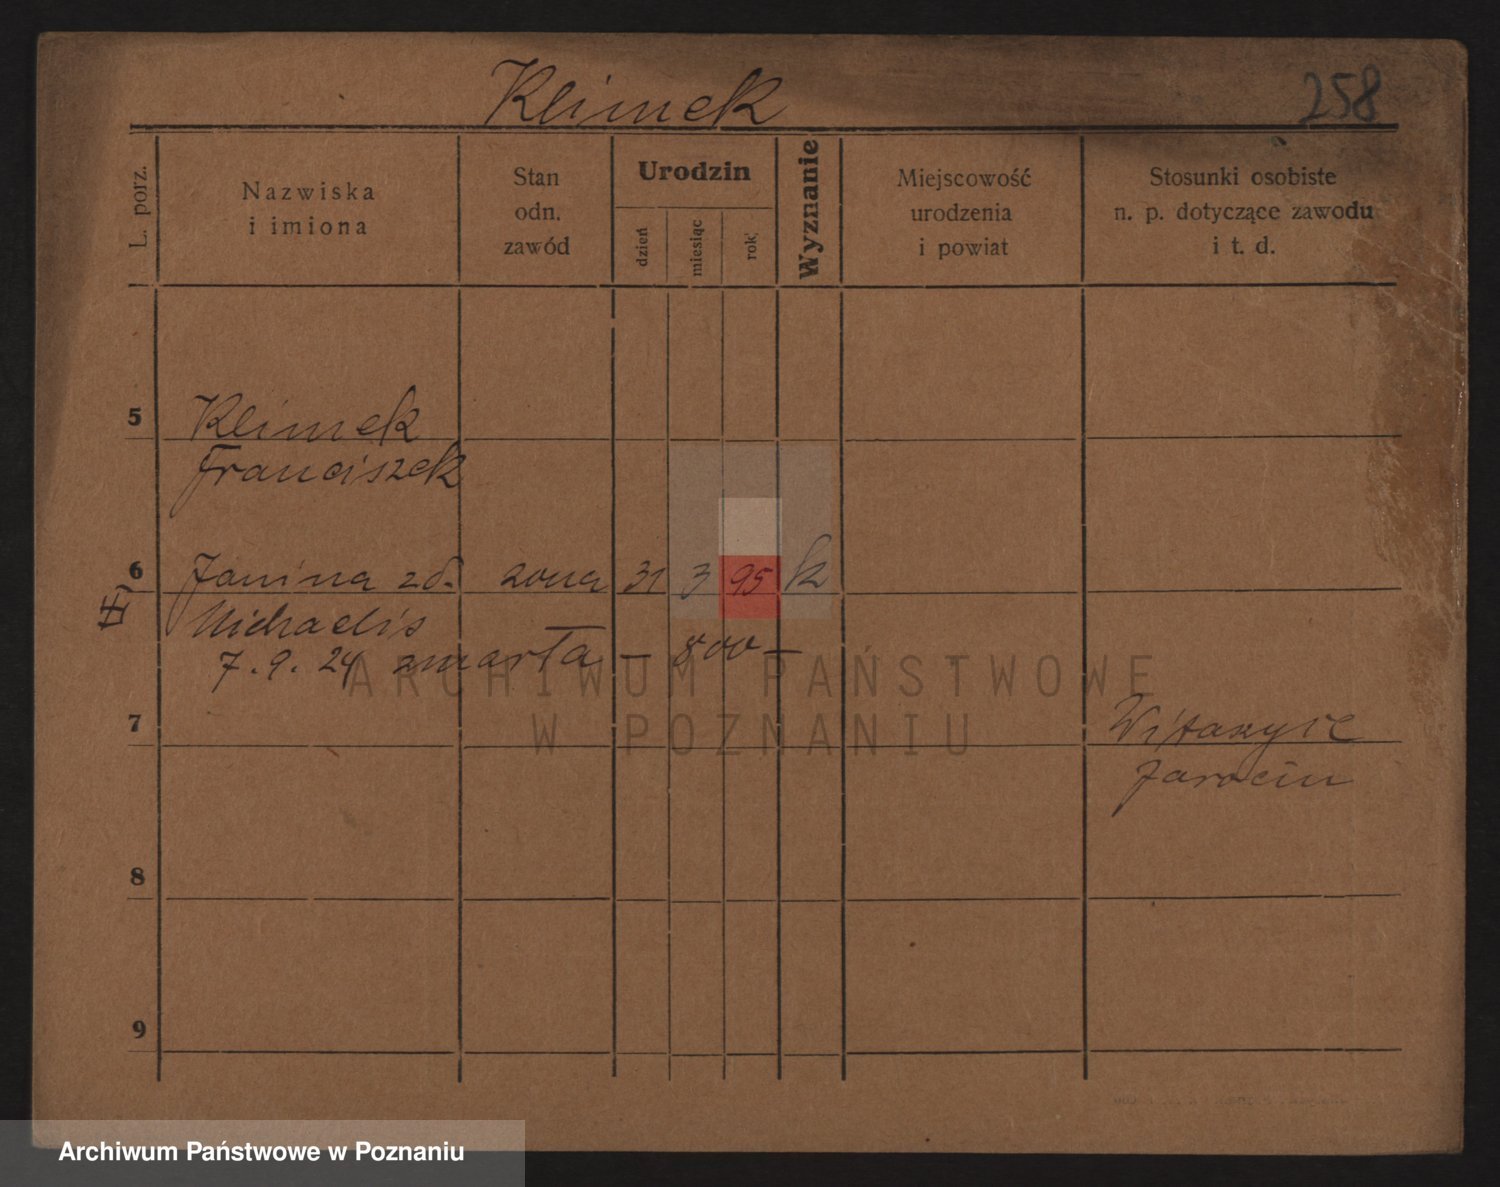 Klimek
258
L. porz.
Nazwiska
i imiona
Stan
odn.
zawód
Urodzin
dzień
miesiąc
rok
Wyznanie
Miejscowość
urodzenia
i powiat
Stosunki osobiste
n. p. dotyczące zawodu
i t. d.
5
Klimek
Franciszek
6
Janina zd. żona 31 3 95 k
Michaelis
7. 9. 24 zmarła — 800 —
ARCHIWUM PAŃSTWOWE
W POZNANIU
7
Witaszyce
Jarocin
8
9
Archiwum Państwowe w Poznaniu